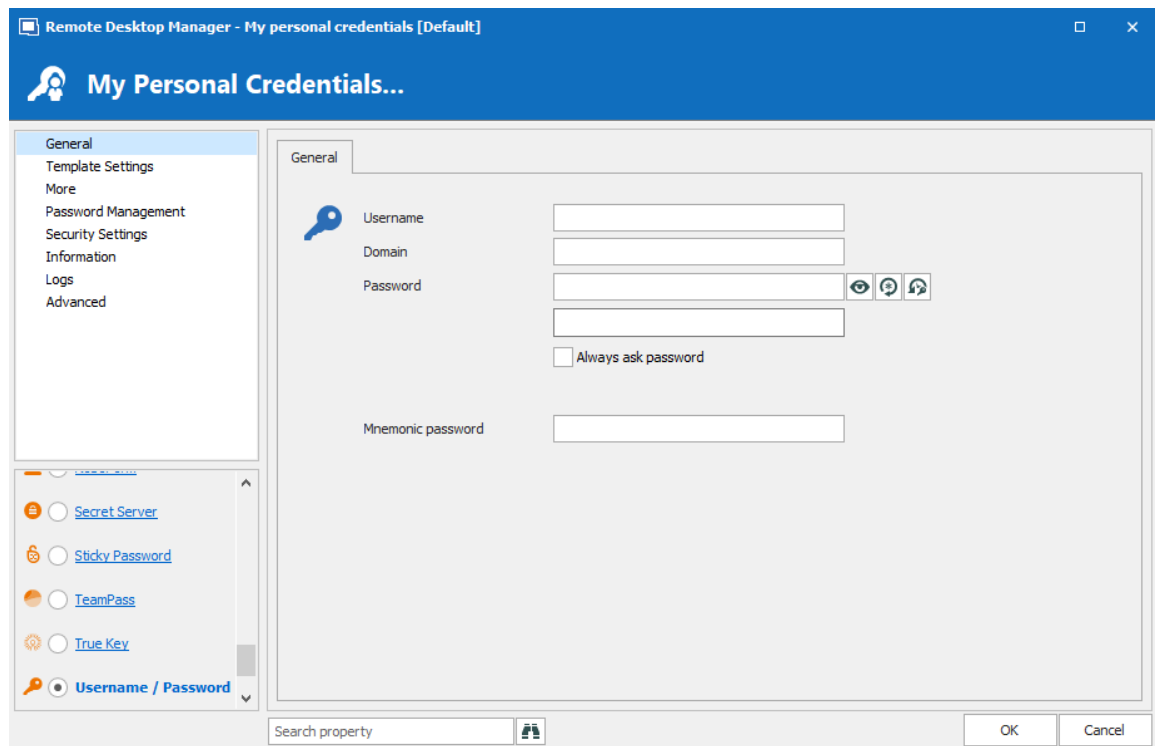 Remote Desktop Manager - My personal credentials [Default]
My Personal Credentials...
General
Template Settings
More
Password Management
Security Settings
Information
Logs
Advanced
Secret Server
Sticky Password
TeamPass
True Key
Username / Password
General
Username
Domain
Password
Always ask password
Mnemonic password
Search property
OK
Cancel